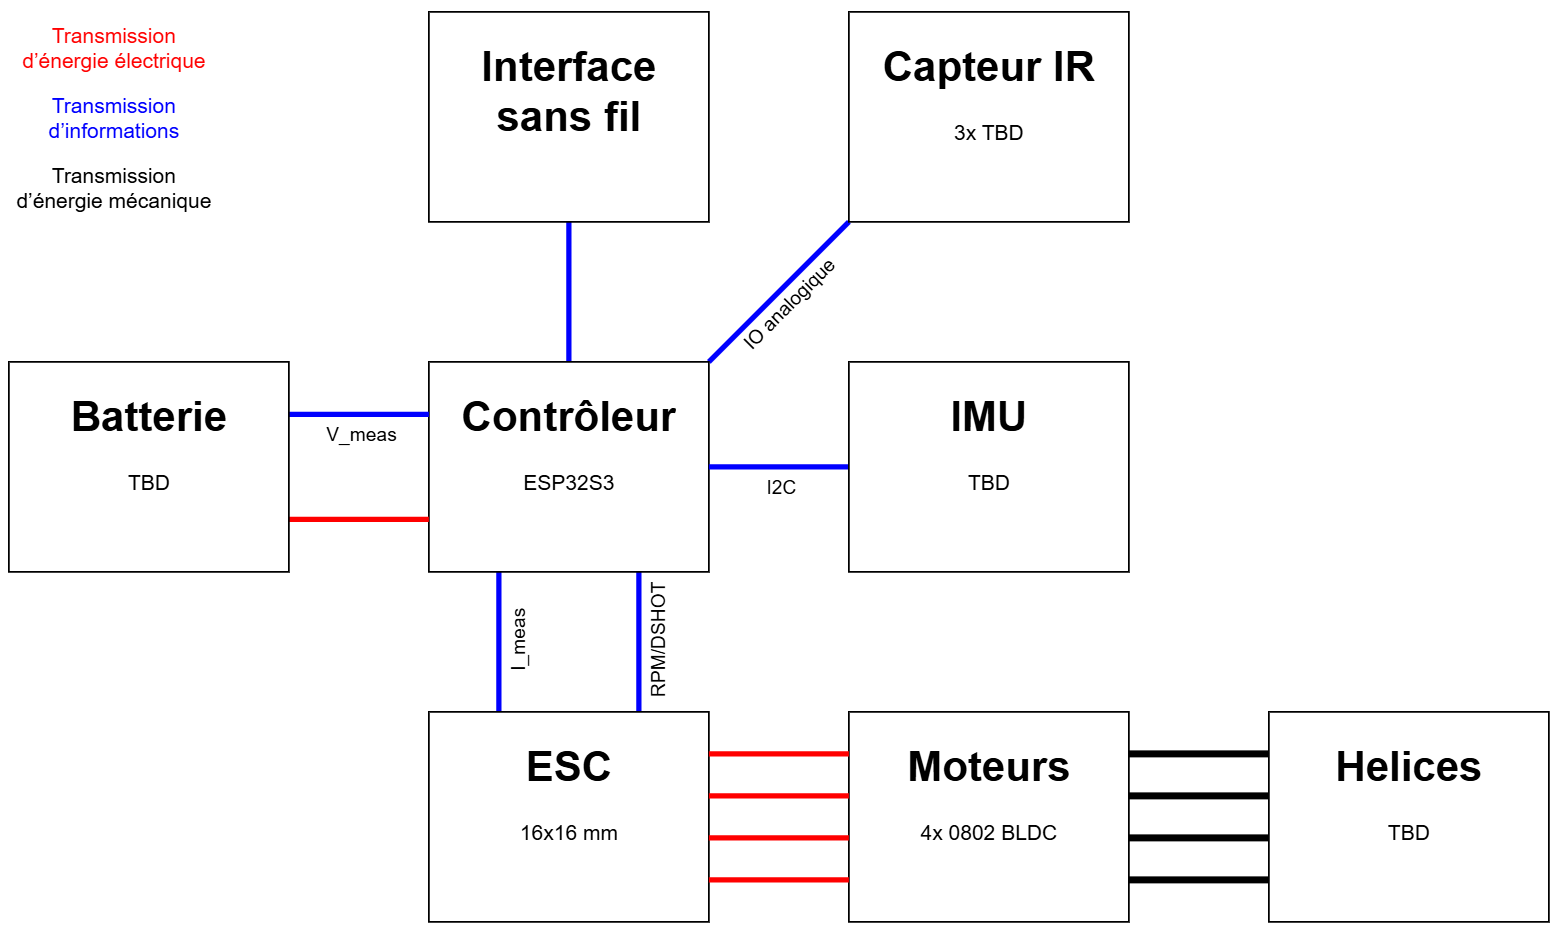 Transmission
d’énergie électrique
Transmission
d’informations
Transmission
d’énergie mécanique
Interface
sans fil
Capteur IR
3x TBD
IO analogique
Batterie
TBD
V_meas
Contrôleur
ESP32S3
I2C
IMU
TBD
I_meas
RPM/DSHOT
ESC
16x16 mm
Moteurs
4x 0802 BLDC
Helices
TBD